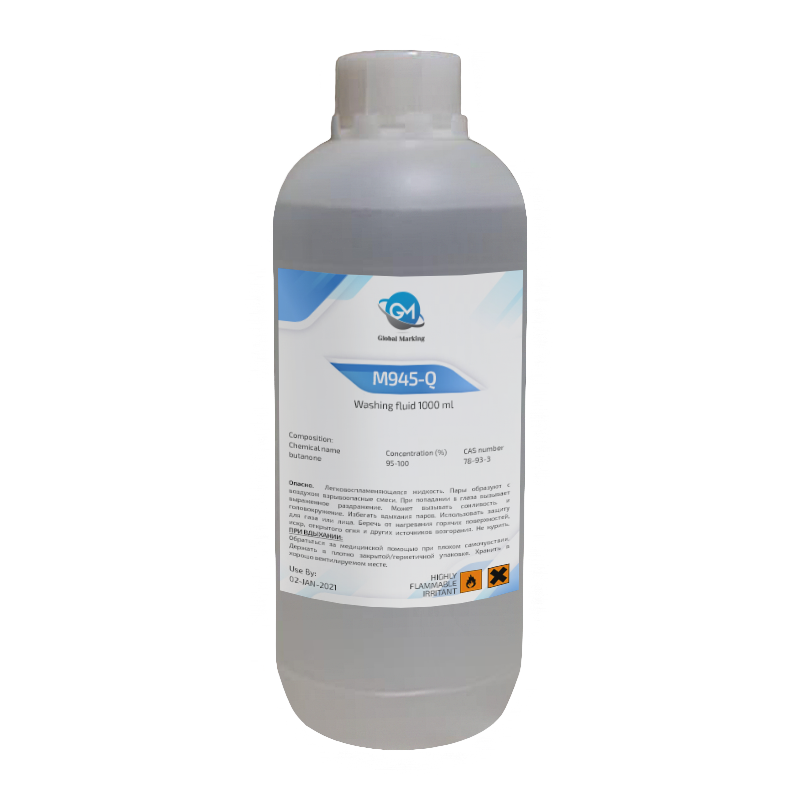 GM
Global Marking
M945-Q
Washing fluid 1000 ml
Composition:
Chemical name
butanone
Concentration (%)
95-100
CAS number
78-93-3
Опасно. Легковоспламеняющаяся жидкость. Пары образуют с
воздухом взрывоопасные смеси. При попадании в глаза вызывает
выраженное раздражение. Может вызывать сонливость и
головокружение. Избегать вдыхания паров. Использовать защиту
для глаз или лица. Беречь от нагревания горячих поверхностей,
искр, открытого огня и других источников возгорания. Не курить.
ПРИ ВДЫХАНИИ:
Обратиться за медицинской помощью при плохом самочувствии.
Держать в плотно закрытой/герметичной упаковке. Хранить в
хорошо вентилируемом месте.
Use By:
02-JAN-2021
HIGHLY
FLAMMABLE
IRRITANT